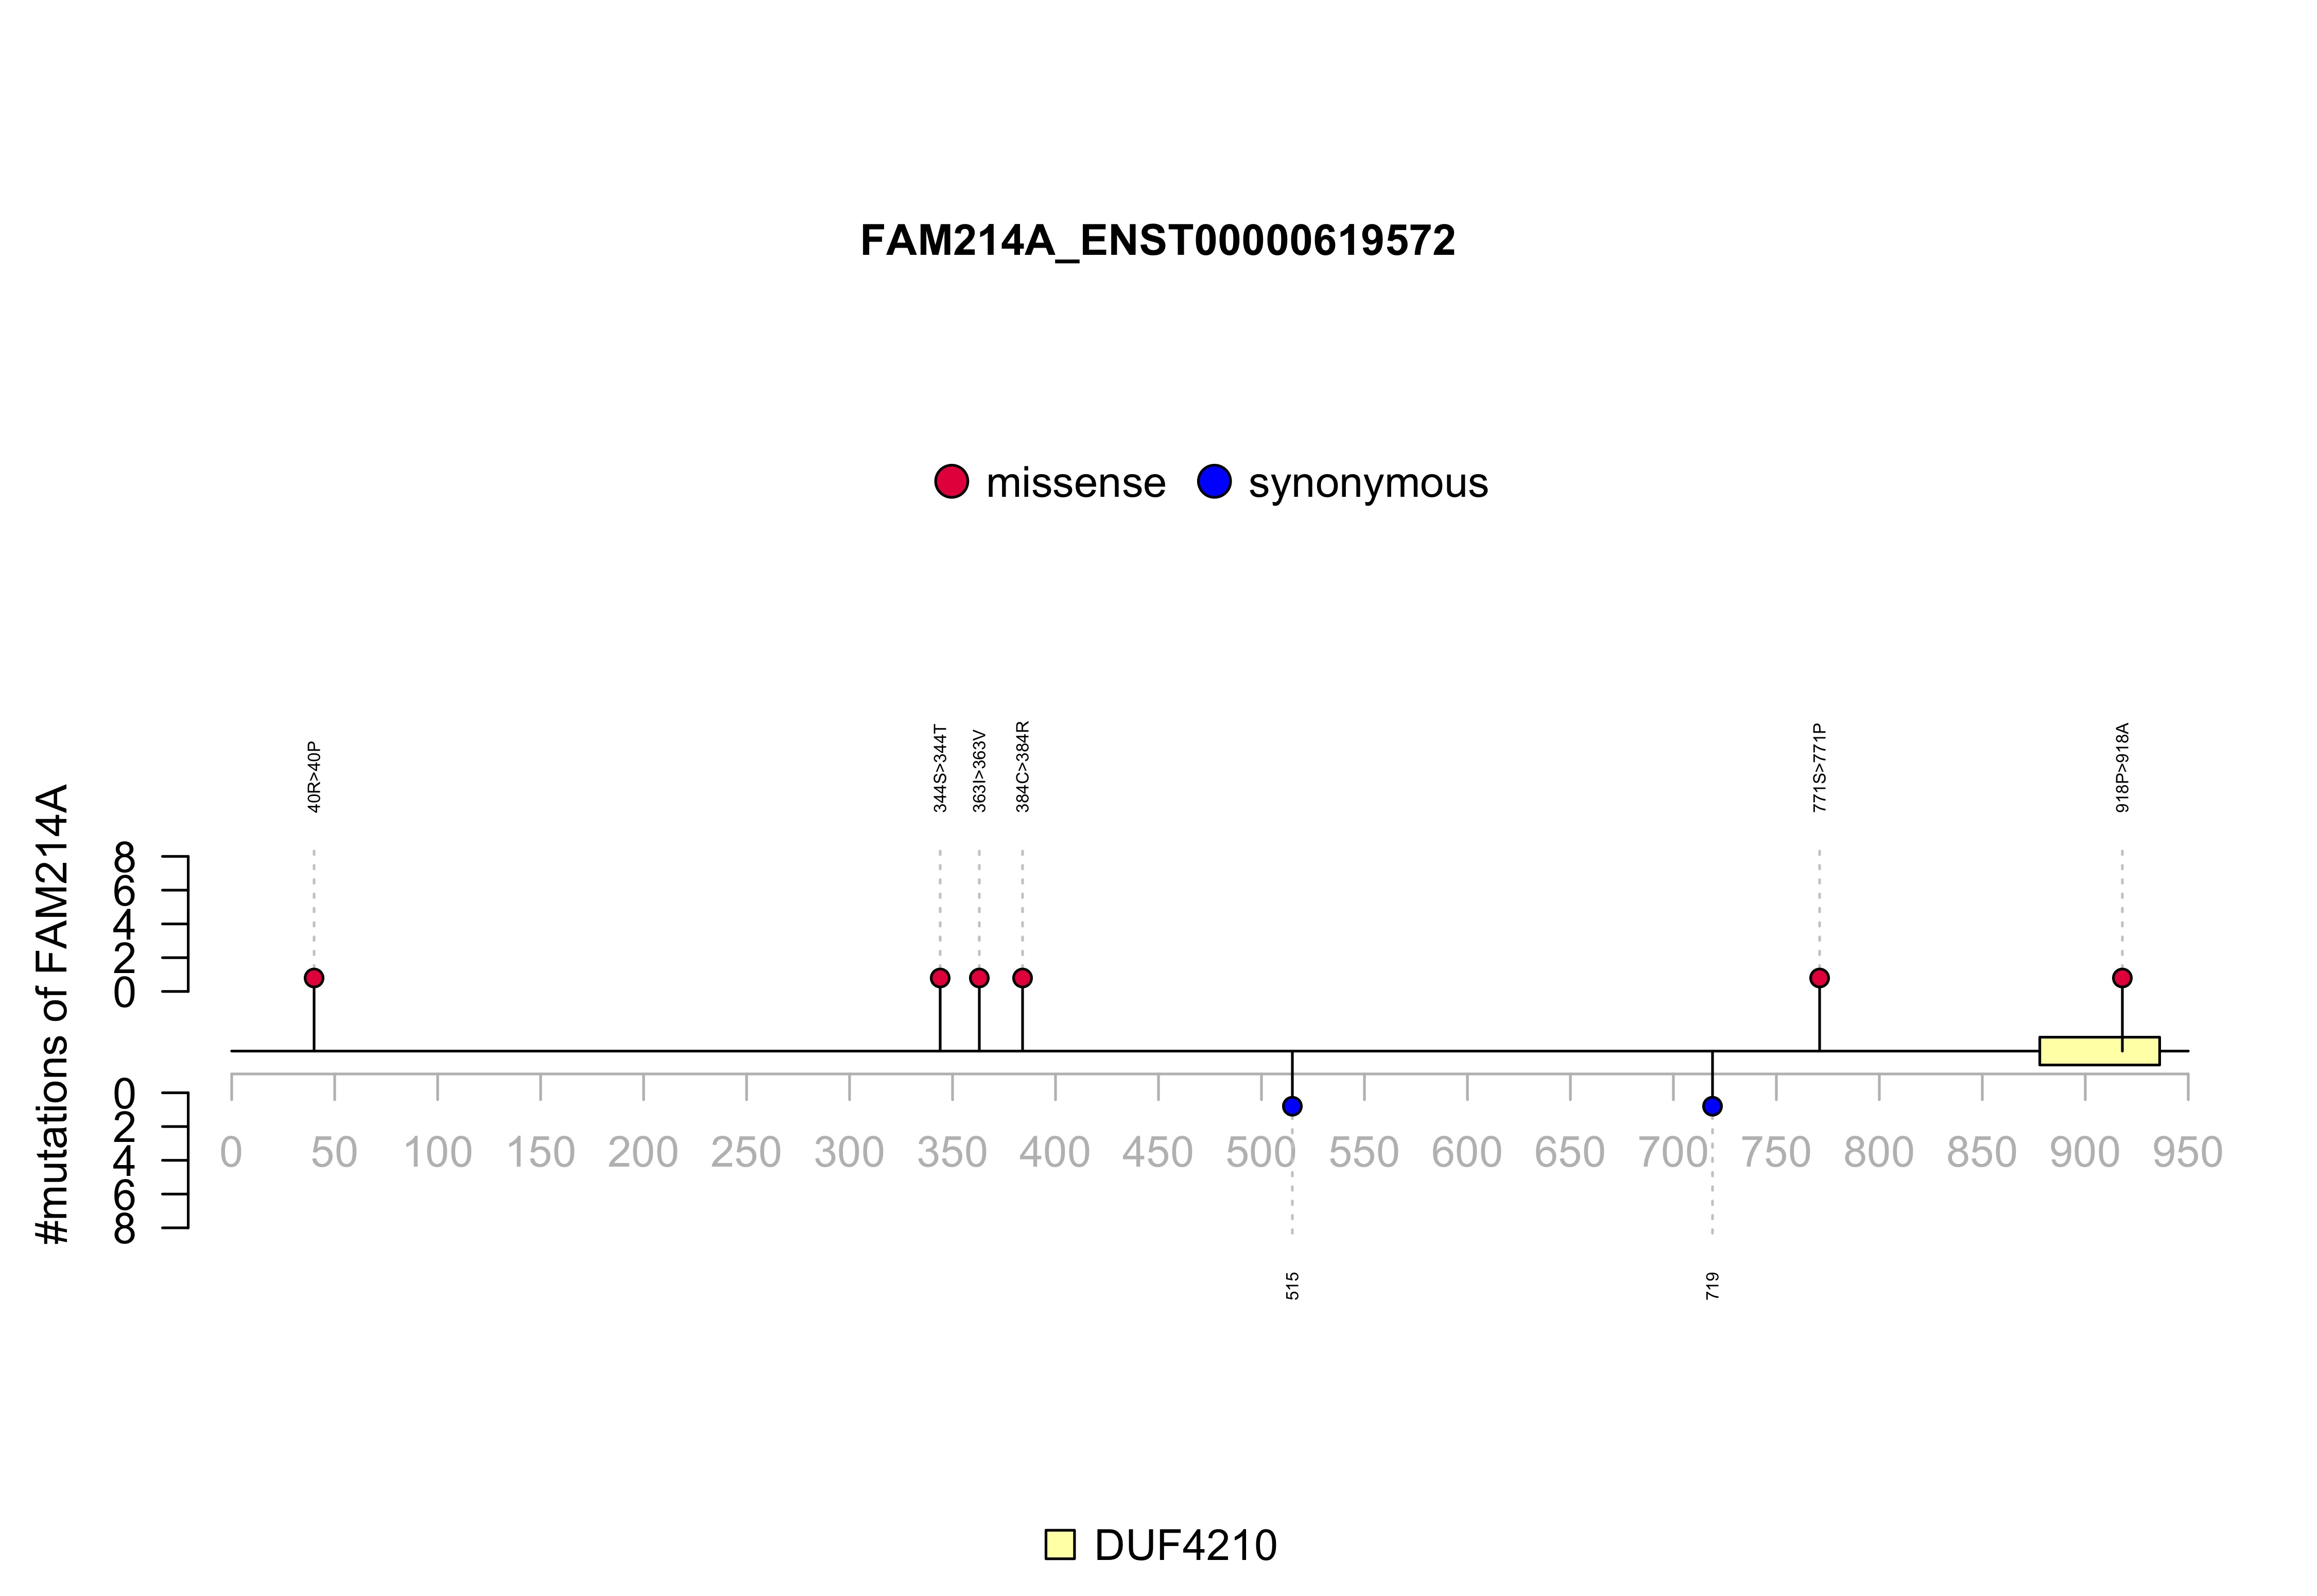 FAM214A_ENST00000619572
missense synonymous
40R>40P
344S>344T
363I>363V
384C>384R
771S>771P
918P>918A
#mutations of FAM214A
8
6
4
2
0
0
2
4
6
8
0 50 100 150 200 250 300 350 400 450 500 550 600 650 700 750 800 850 900 950
515
719
DUF4210